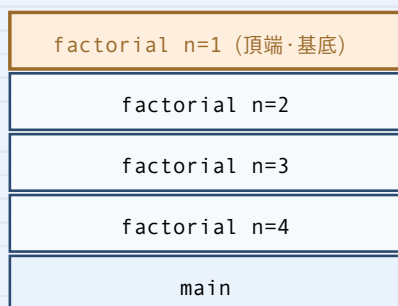 factorial n=1 (頂端·基底)
factorial n=2
factorial n=3
factorial n=4
main